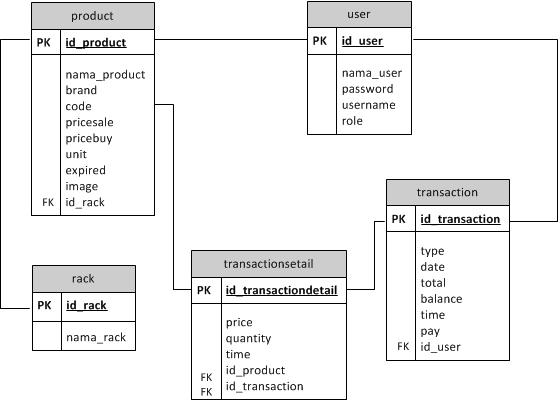 product
PK id_product
nama_product
brand
code
pricesale
pricebuy
unit
expired
image
FK id_rack
user
PK id_user
nama_user
password
username
role
transaction
PK id_transaction
type
date
total
balance
time
pay
FK id_user
rack
PK id_rack
nama_rack
transactionsetail
PK id_transactiondetail
price
quantity
time
FK id_product
FK id_transaction